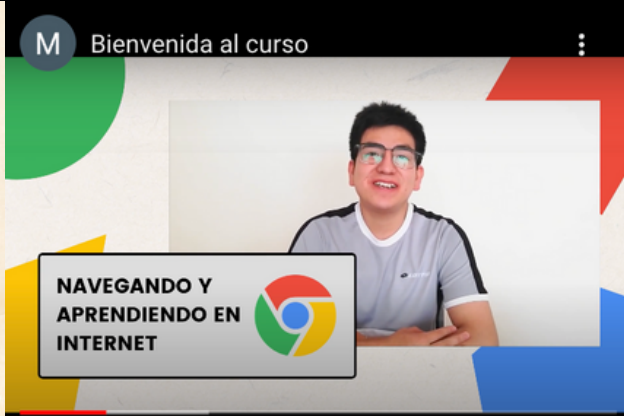 M
Bienvenida al curso
NAVEGANDO Y
APRENDIENDO EN
INTERNET